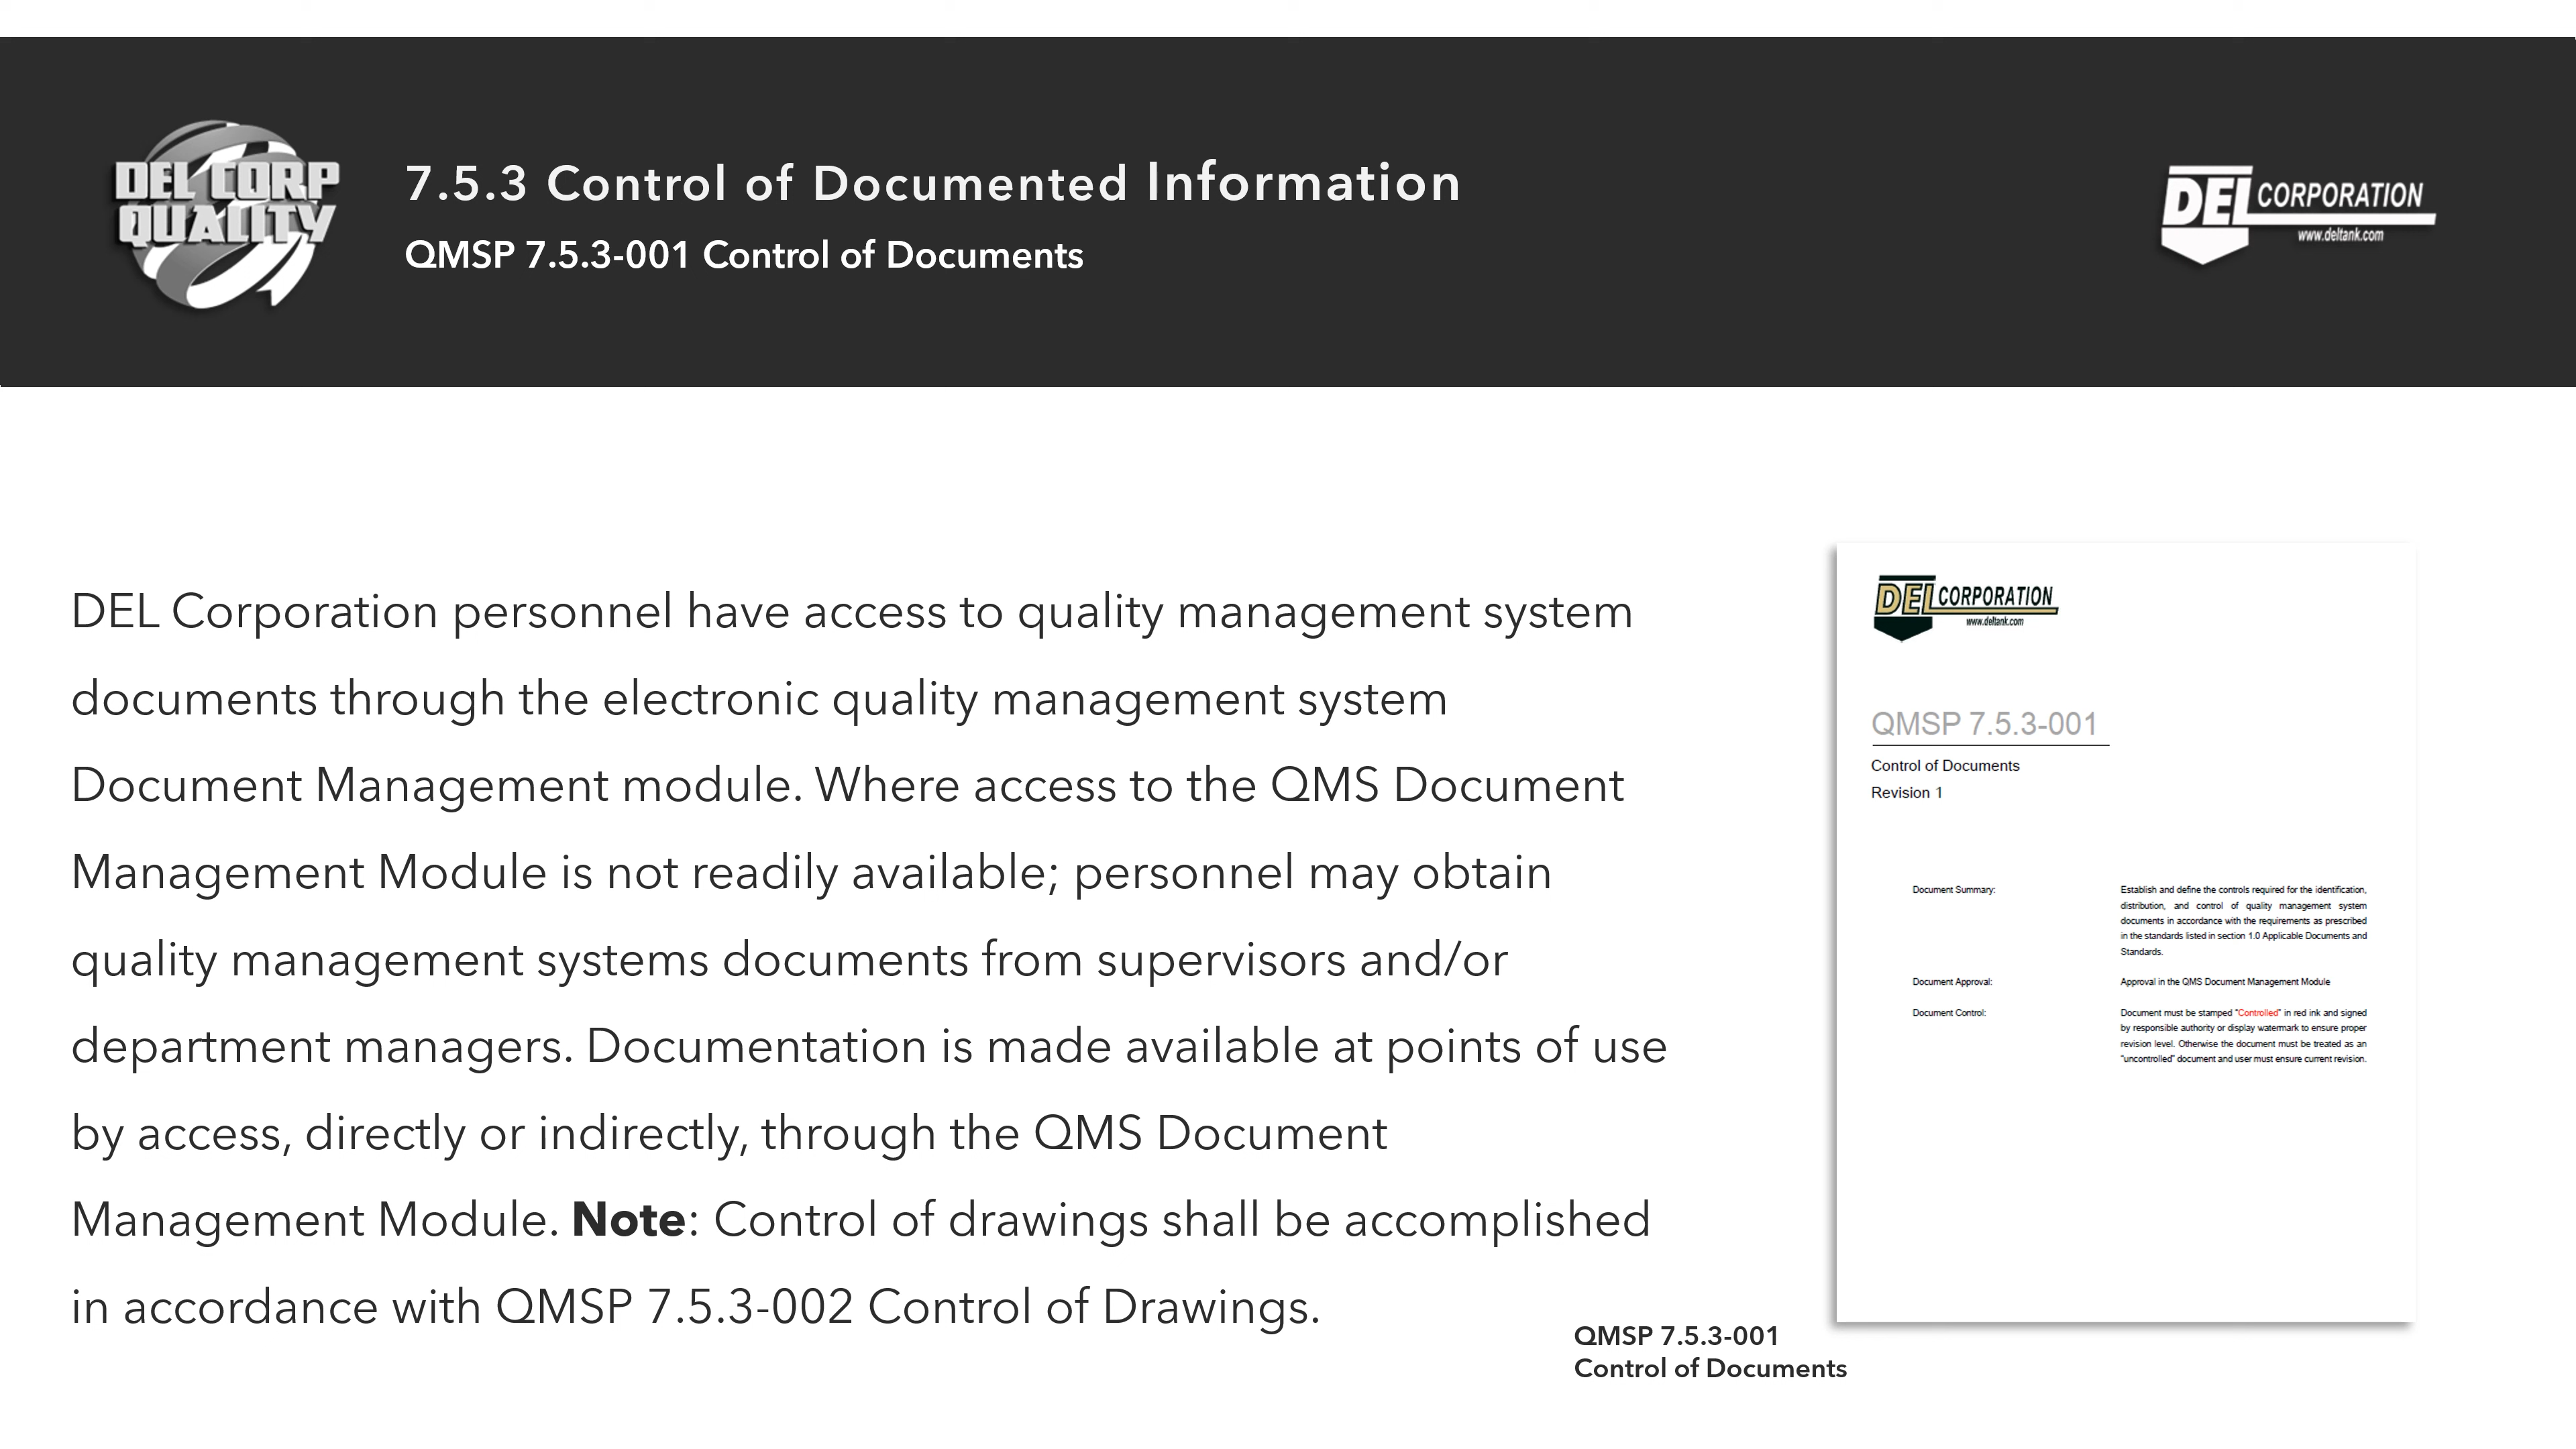 DEL CORP
QUALITY
7.5.3 Control of Documented Information
QMSP 7.5.3-001 Control of Documents
DEL CORPORATION
www.deltank.com
DEL Corporation personnel have access to quality management system
documents through the electronic quality management system
Document Management module. Where access to the QMS Document
Management Module is not readily available; personnel may obtain
quality management systems documents from supervisors and/or
department managers. Documentation is made available at points of use
by access, directly or indirectly, through the QMS Document
Management Module. Note: Control of drawings shall be accomplished
in accordance with QMSP 7.5.3-002 Control of Drawings.
DEL CORPORATION
www.deltank.com
QMSP 7.5.3-001
Control of Documents
Revision 1
Document Summary: Establish and define the controls required for the identification,
distribution, and control of quality management system
documents in accordance with the requirements as prescribed
in the standards listed in section 1.0 Applicable Documents and
Standards.
Document Approval: Approval in the QMS Document Management Module
Document Control: Document must be stamped "Controlled" in red ink and signed
by responsible authority or display watermark to ensure proper
revision level. Otherwise the document must be treated as an
"uncontrolled" document and user must ensure current revision.
QMSP 7.5.3-001
Control of Documents